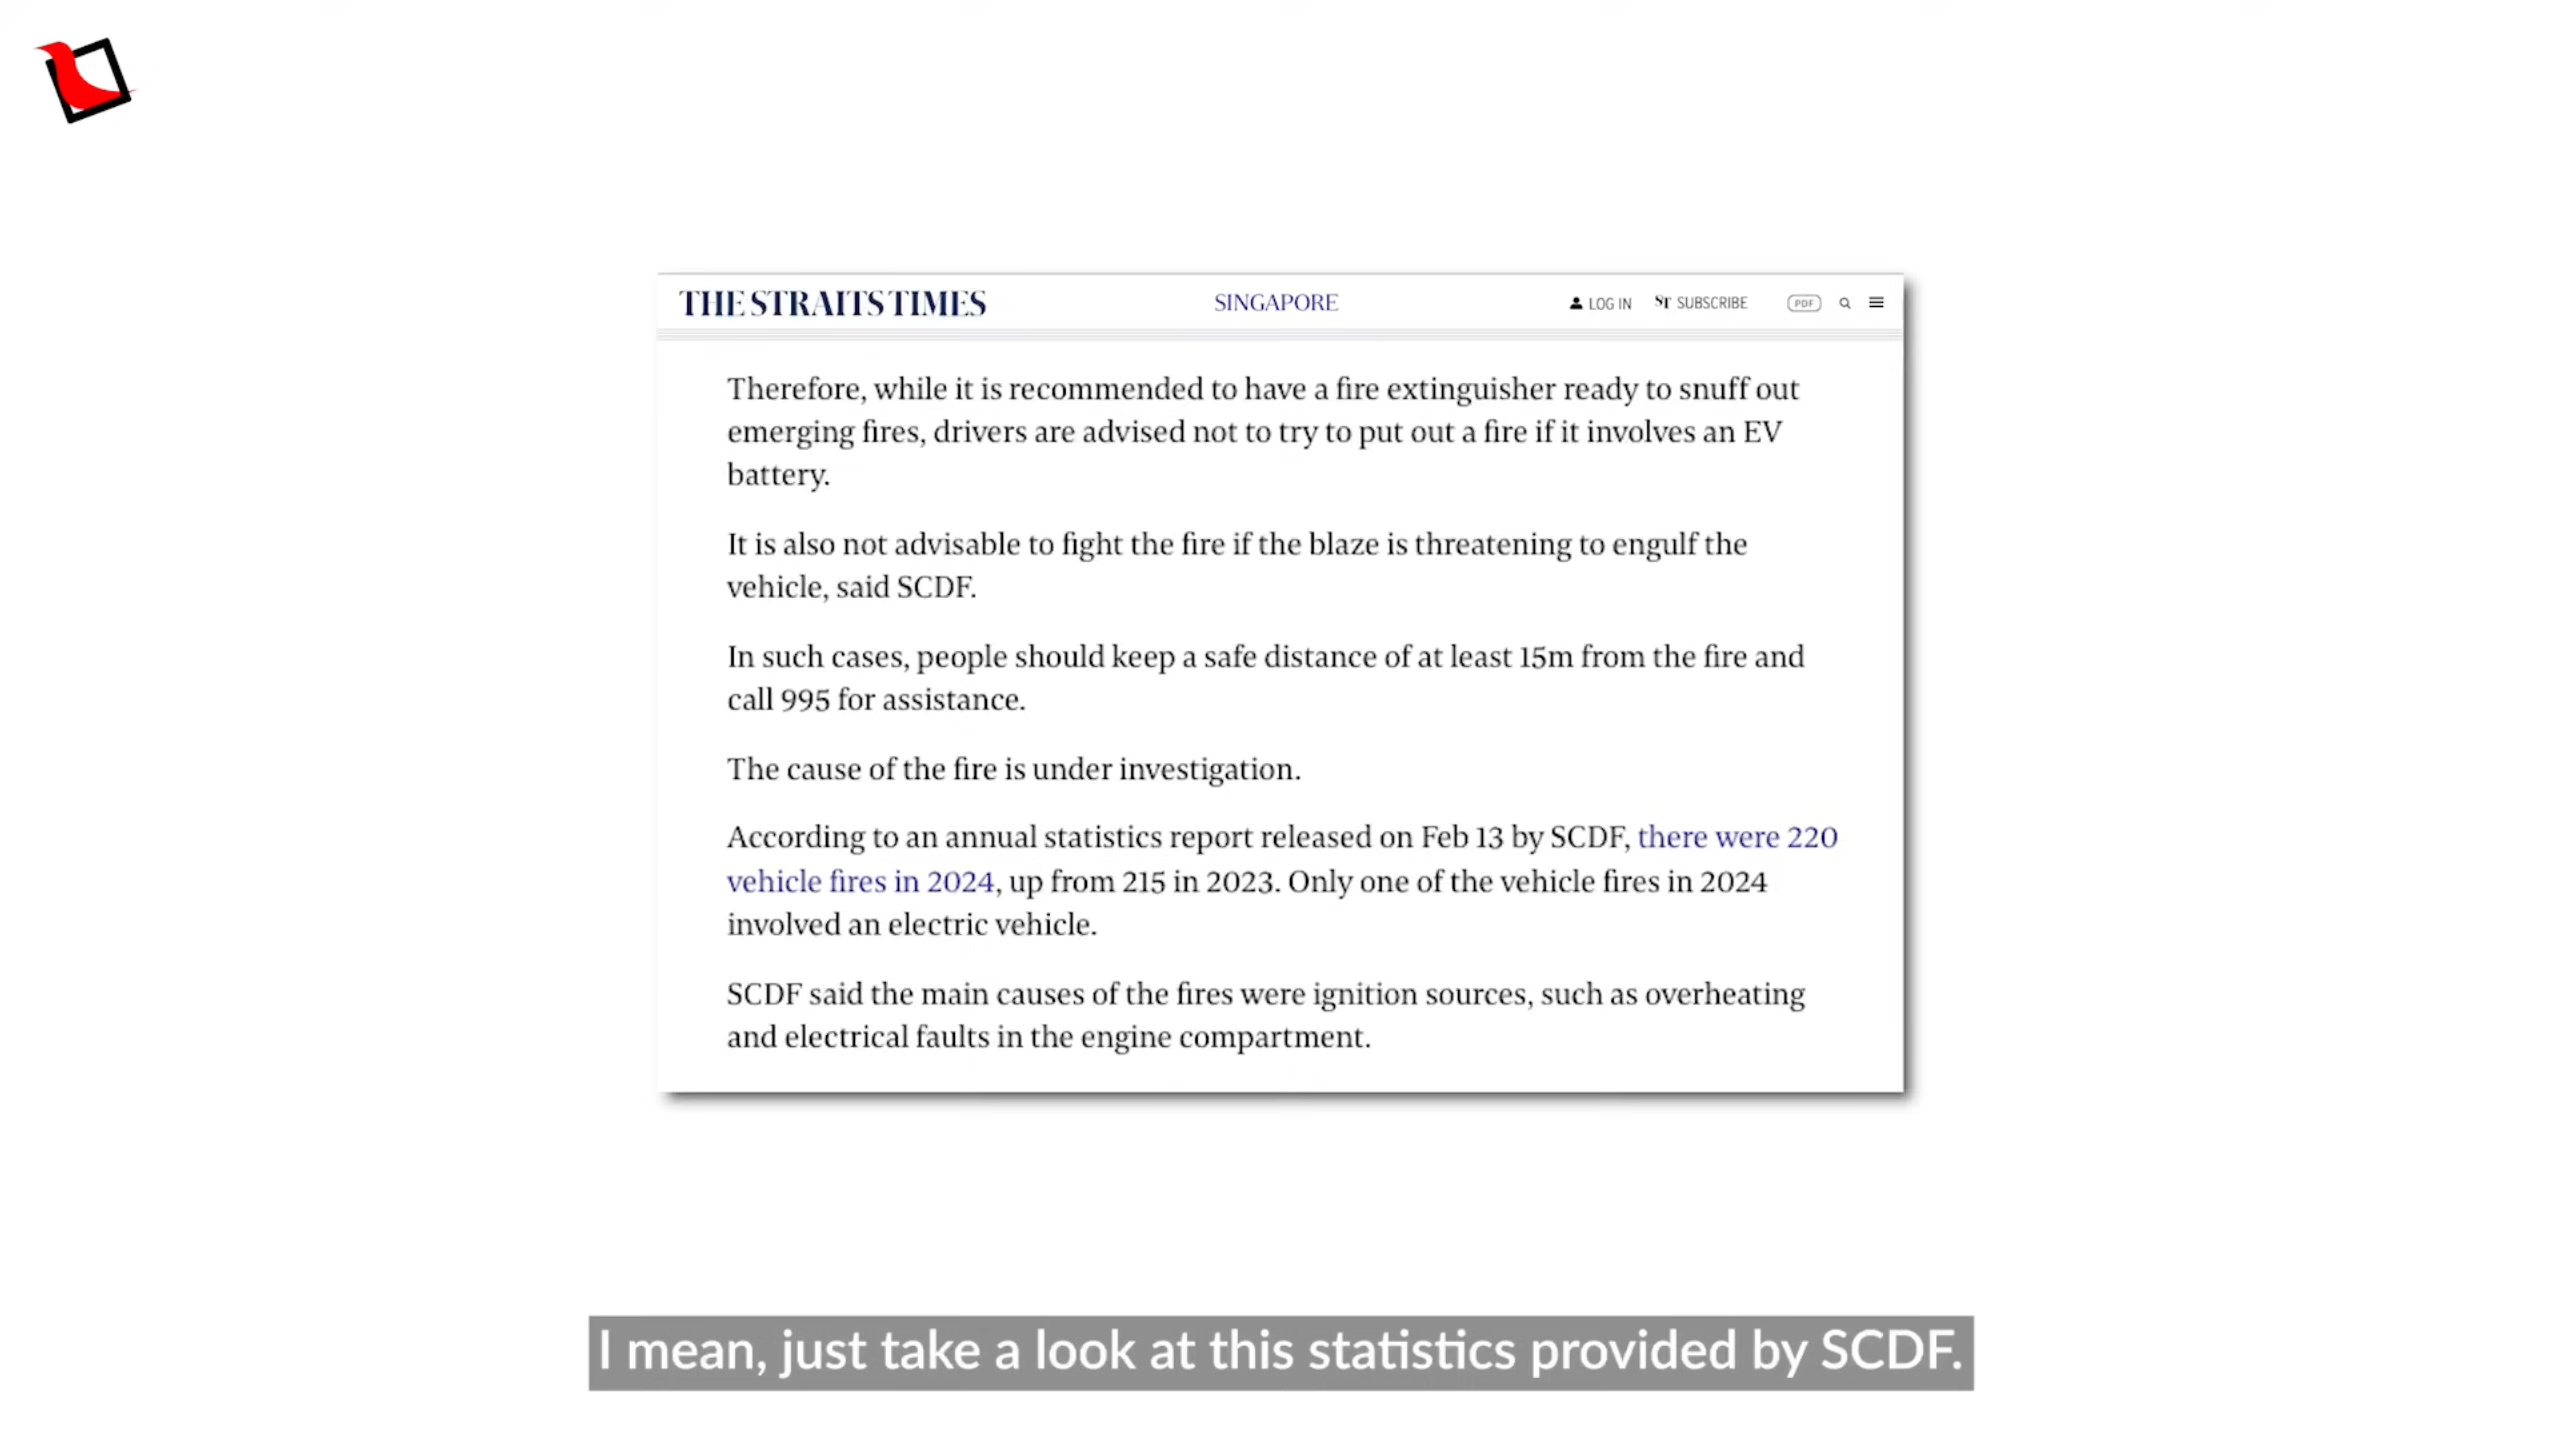 THE STRAITS TIMES
SINGAPORE
LOG IN
ST SUBSCRIBE
PDF
Therefore, while it is recommended to have a fire extinguisher ready to snuff out
emerging fires, drivers are advised not to try to put out a fire if it involves an EV
battery.
It is also not advisable to fight the fire if the blaze is threatening to engulf the
vehicle, said SCDF.
In such cases, people should keep a safe distance of at least 15m from the fire and
call 995 for assistance.
The cause of the fire is under investigation.
According to an annual statistics report released on Feb 13 by SCDF, there were 220
vehicle fires in 2024, up from 215 in 2023. Only one of the vehicle fires in 2024
involved an electric vehicle.
SCDF said the main causes of the fires were ignition sources, such as overheating
and electrical faults in the engine compartment.
I mean, just take a look at this statistics provided by SCDF.